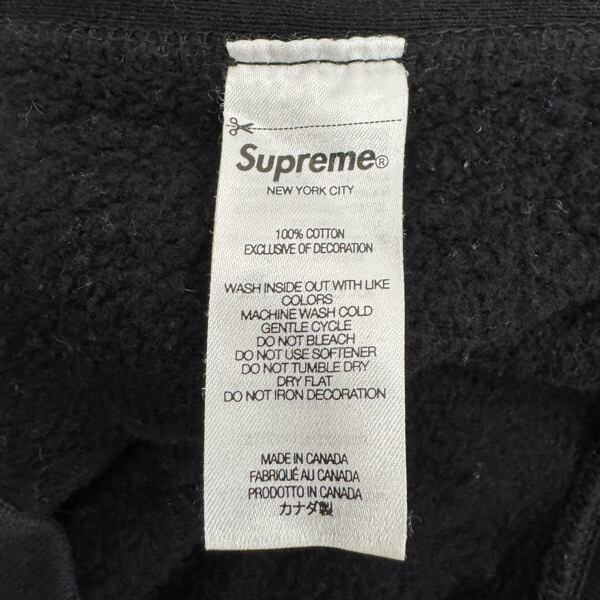 Supreme®
NEW YORK CITY
100% COTTON
EXCLUSIVE OF DECORATION
WASH INSIDE OUT WITH LIKE
COLORS
MACHINE WASH COLD
GENTLE CYCLE
DO NOT BLEACH
DO NOT USE SOFTENER
DO NOT TUMBLE DRY
DRY FLAT
DO NOT IRON DECORATION
MADE IN CANADA
FABRIQUÉ AU CANADA
PRODOTTO IN CANADA
カナダ製